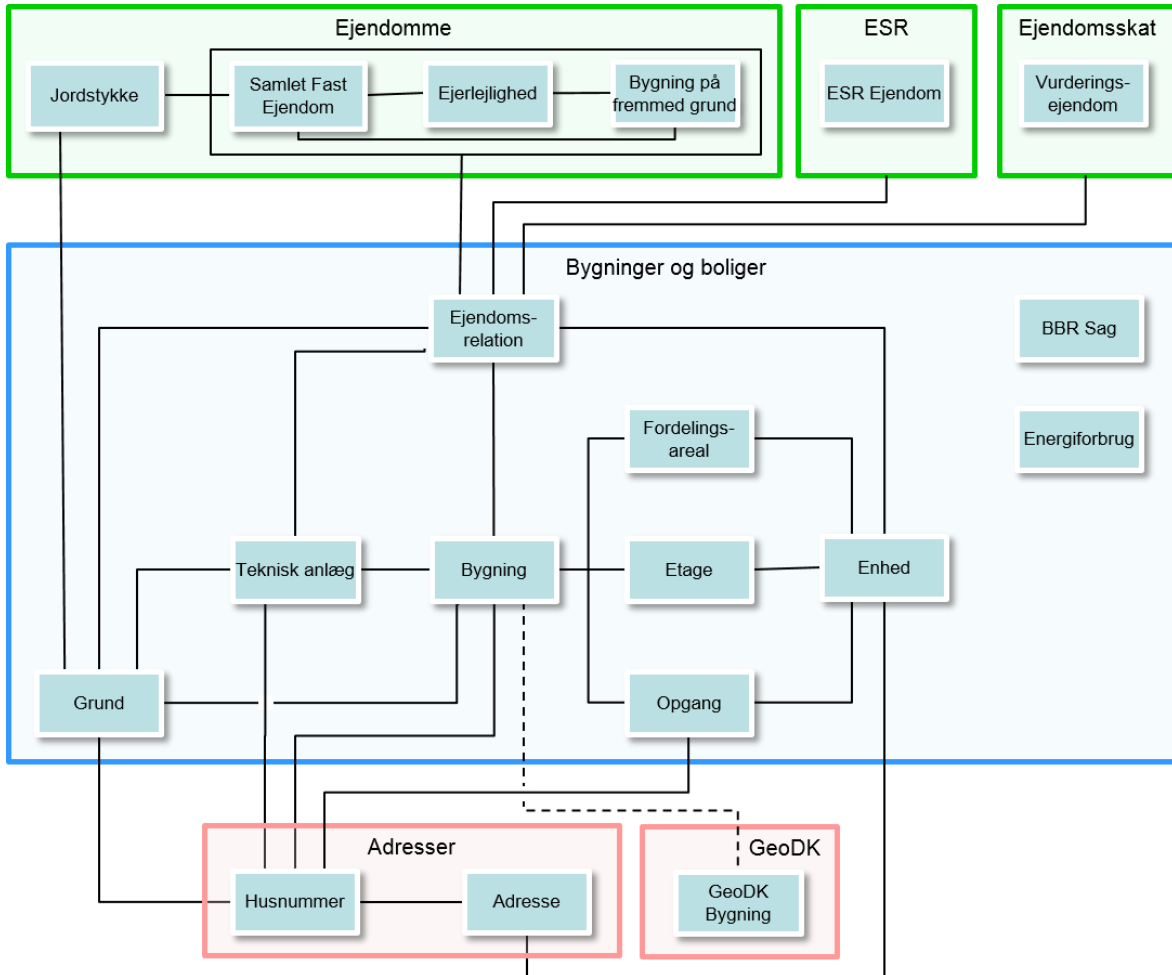 Ejendomme
ESR
Ejendomsskat
Jordstykke
Samlet Fast
Ejendom
Ejerlejlighed
Bygning på
fremmed grund
ESR Ejendom
Vurderings-
ejendom
Bygninger og boliger
Ejendoms-
relation
BBR Sag
Fordelings-
areal
Energiforbrug
Teknisk anlæg
Bygning
Etage
Enhed
Grund
Opgang
Adresser
GeoDK
Husnummer
Adresse
GeoDK
Bygning